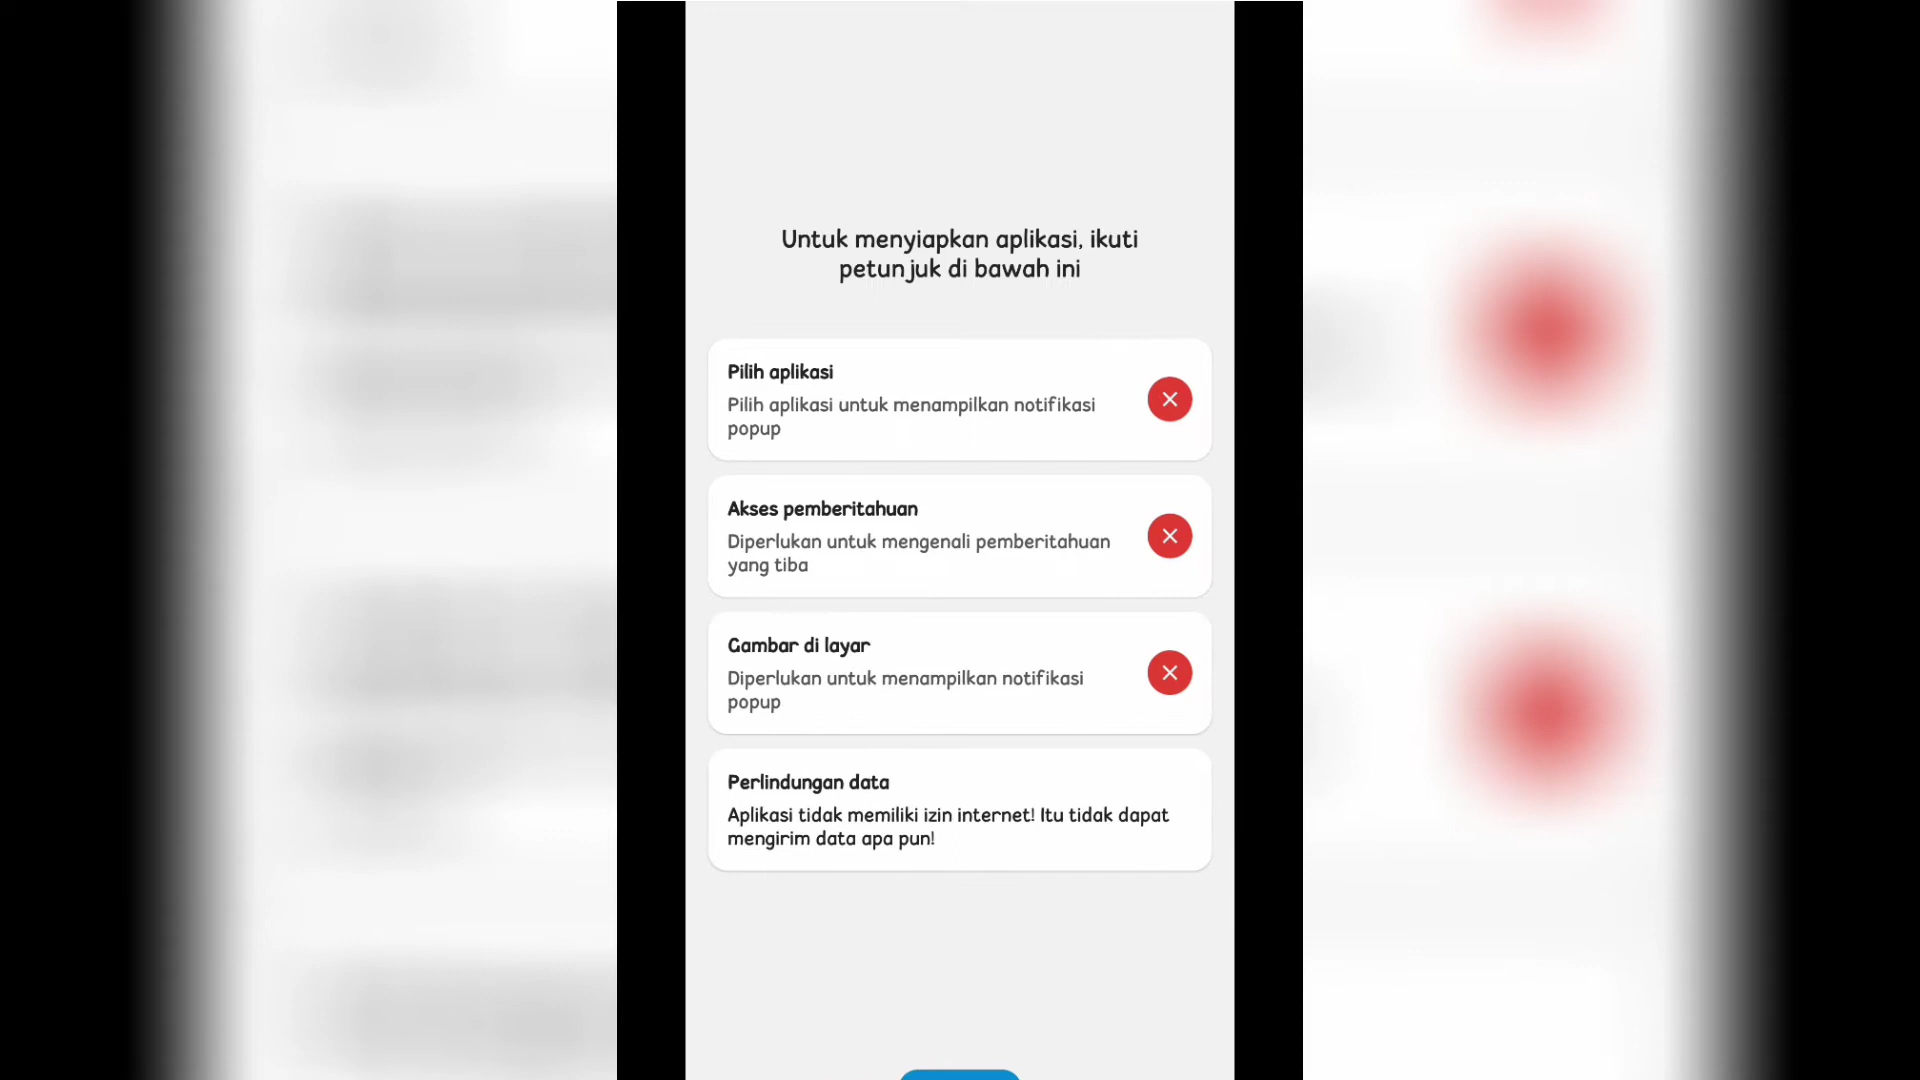 Untuk menyiapkan aplikasi, ikuti
petunjuk di bawah ini
Pilih aplikasi
Pilih aplikasi untuk menampilkan notifikasi
popup
Akses pemberitahuan
Diperlukan untuk mengenali pemberitahuan
yang tiba
Gambar di layar
Diperlukan untuk menampilkan notifikasi
popup
Perlindungan data
Aplikasi tidak memiliki izin internet! Itu tidak dapat
mengirim data apa pun!